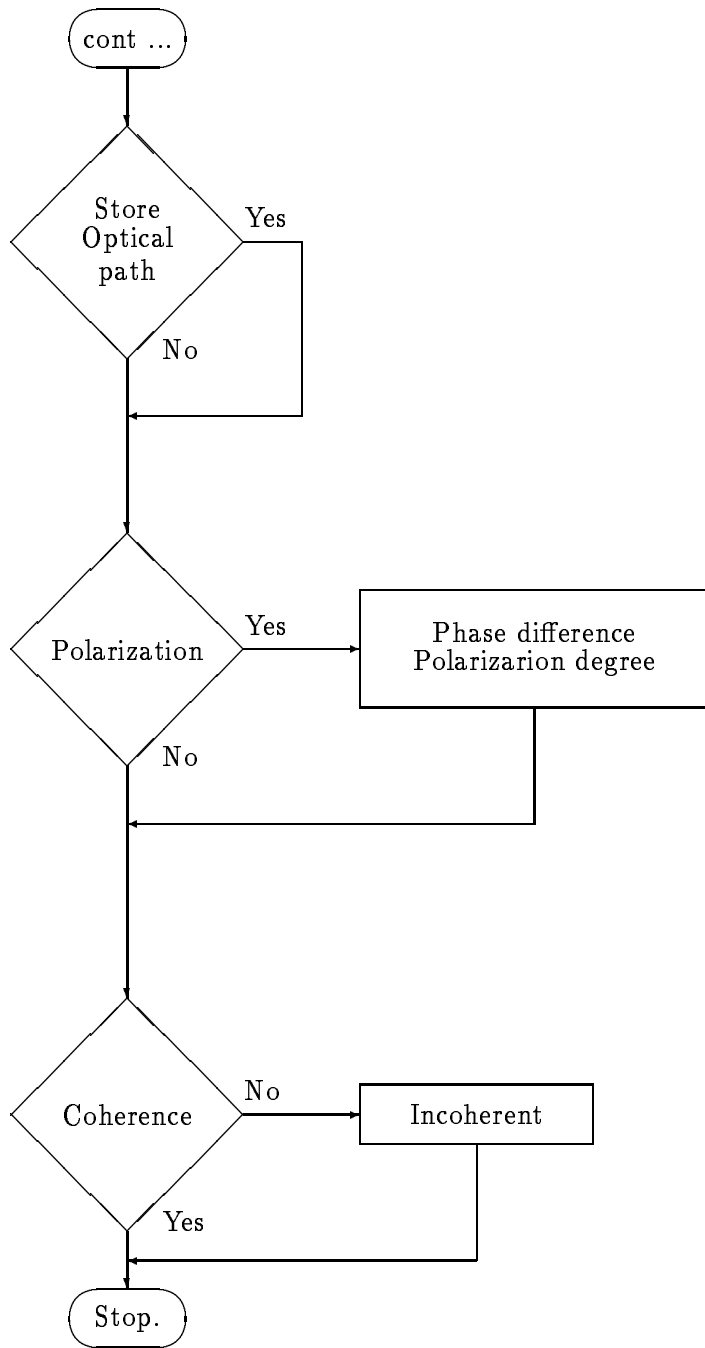 cont ...
Store
Optical
path
Yes
No
Polarization
Yes
Phase difference
Polarizarion degree
No
Coherence
No
Incoherent
Yes
Stop.